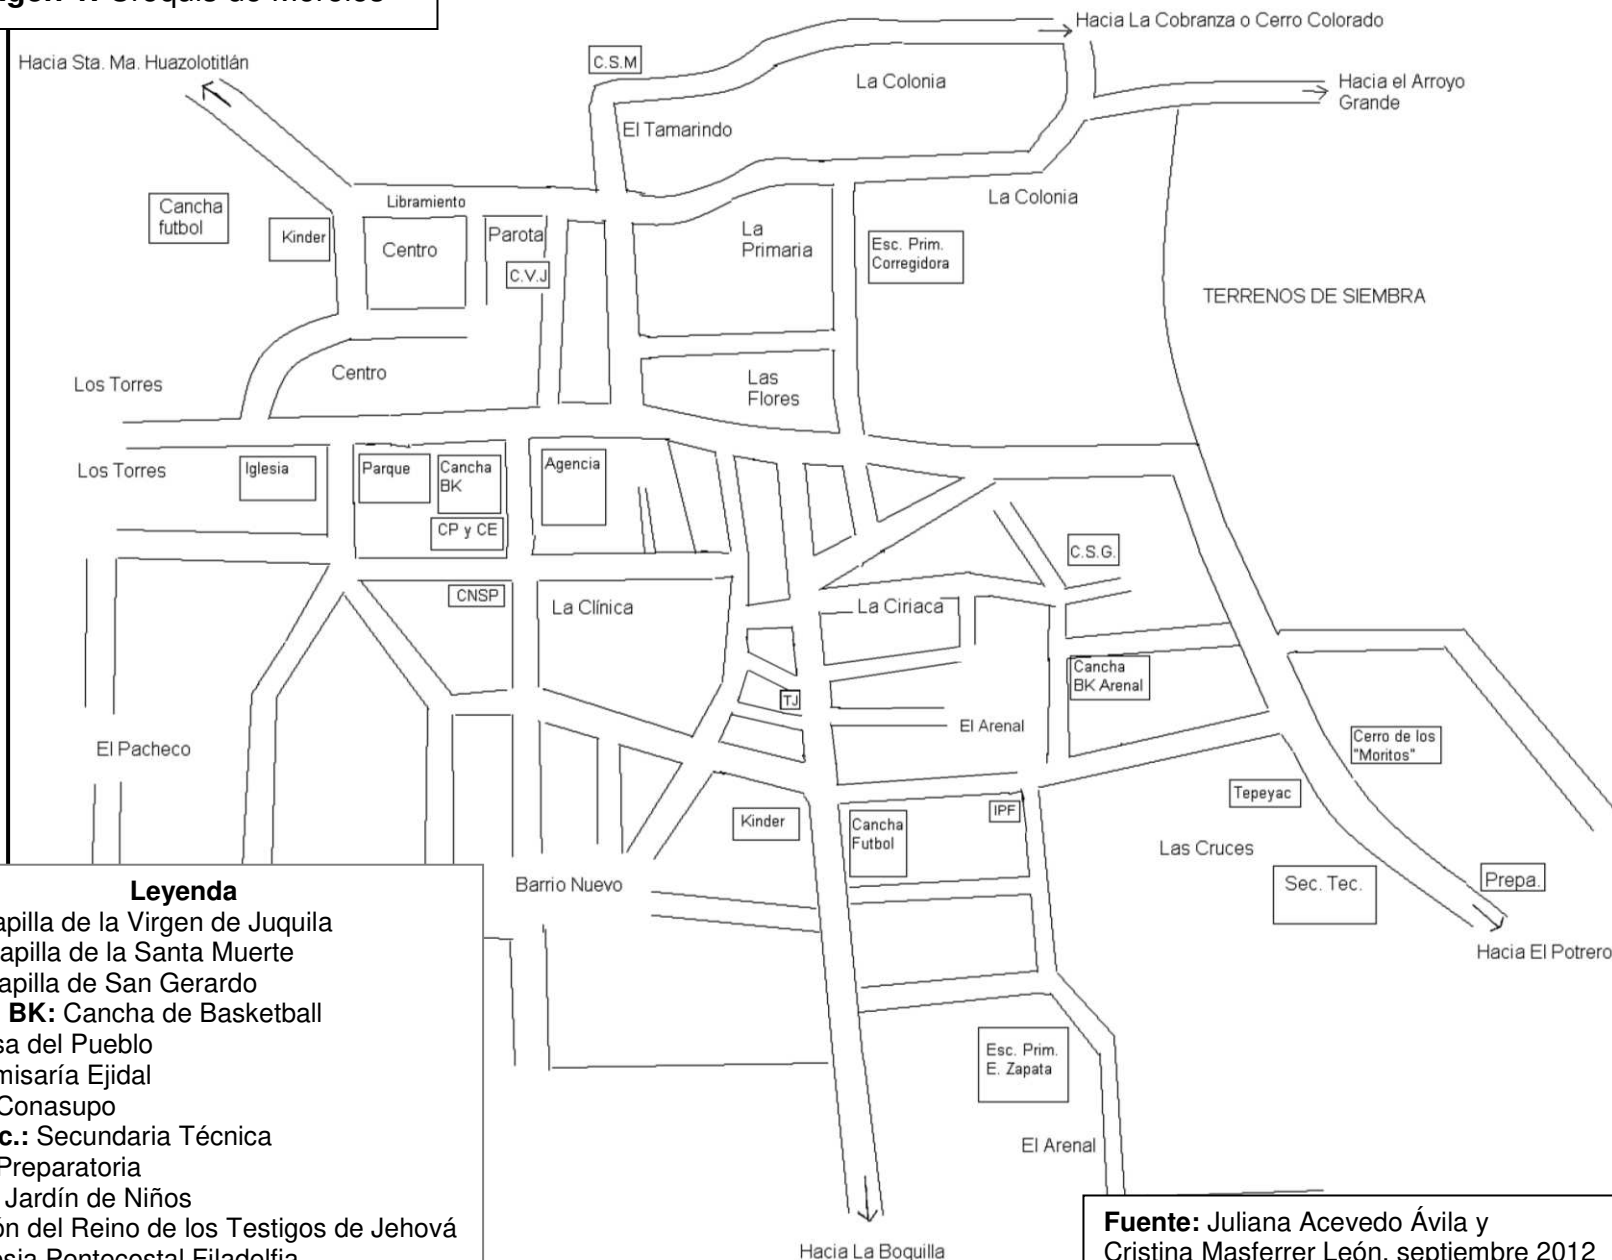 Croquis de Morelos
Hacia La Cobranza o Cerro Colorado
Hacia Sta. Ma. Huazolotitlán
C.S.M
La Colonia
Hacia el Arroyo
Grande
El Tamarindo
Cancha
futbol
Kinder
Libramiento
Centro
Parota
C.V.J
La
Primaria
Esc. Prim.
Corregidora
La Colonia
TERRENOS DE SIEMBRA
Los Torres
Centro
Las
Flores
Los Torres
Iglesia
Parque
Cancha
BK
CP y CE
Agencia
C.S.G.
CNSP
La Clínica
La Ciriaca
Cancha
BK Arenal
TJ
El Arenal
El Pacheco
Cerro de los
"Moritos"
Tepeyac
Kinder
Cancha
Futbol
IPF
Las Cruces
Sec. Tec.
Prepa.
Hacia El Potrero
Barrio Nuevo
Esc. Prim.
E. Zapata
El Arenal
Hacia La Boquilla
Leyenda
apilla de la Virgen de Juquila
apilla de la Santa Muerte
apilla de San Gerardo
BK: Cancha de Basketball
sa del Pueblo
misaría Ejidal
Conasupo
c.: Secundaria Técnica
Preparatoria
Jardín de Niños
ón del Reino de los Testigos de Jehová
esia Pentecostal Filadelfia
Fuente: Juliana Acevedo Ávila y
Cristina Masferrer León, septiembre 2012